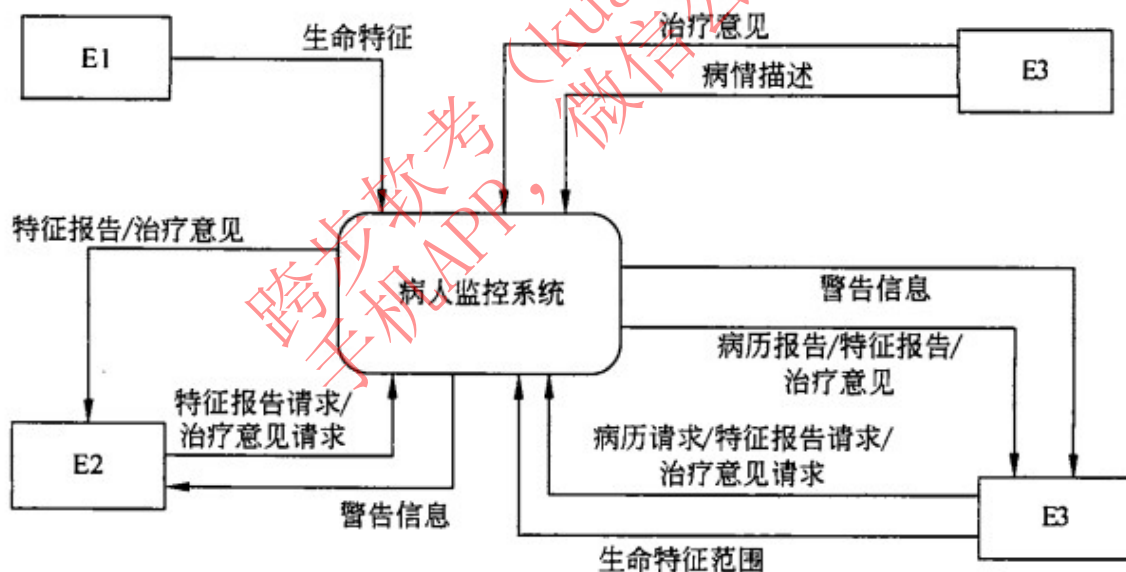 E1
生命特征
治疗意见
病情描述
E3
特征报告/治疗意见
病人监控系统
警告信息
病历报告/特征报告/
治疗意见
特征报告请求/
治疗意见请求
E2
警告信息
病历请求/特征报告请求/
治疗意见请求
E3
生命特征范围
跨步软考（kua
手机APP，微信公